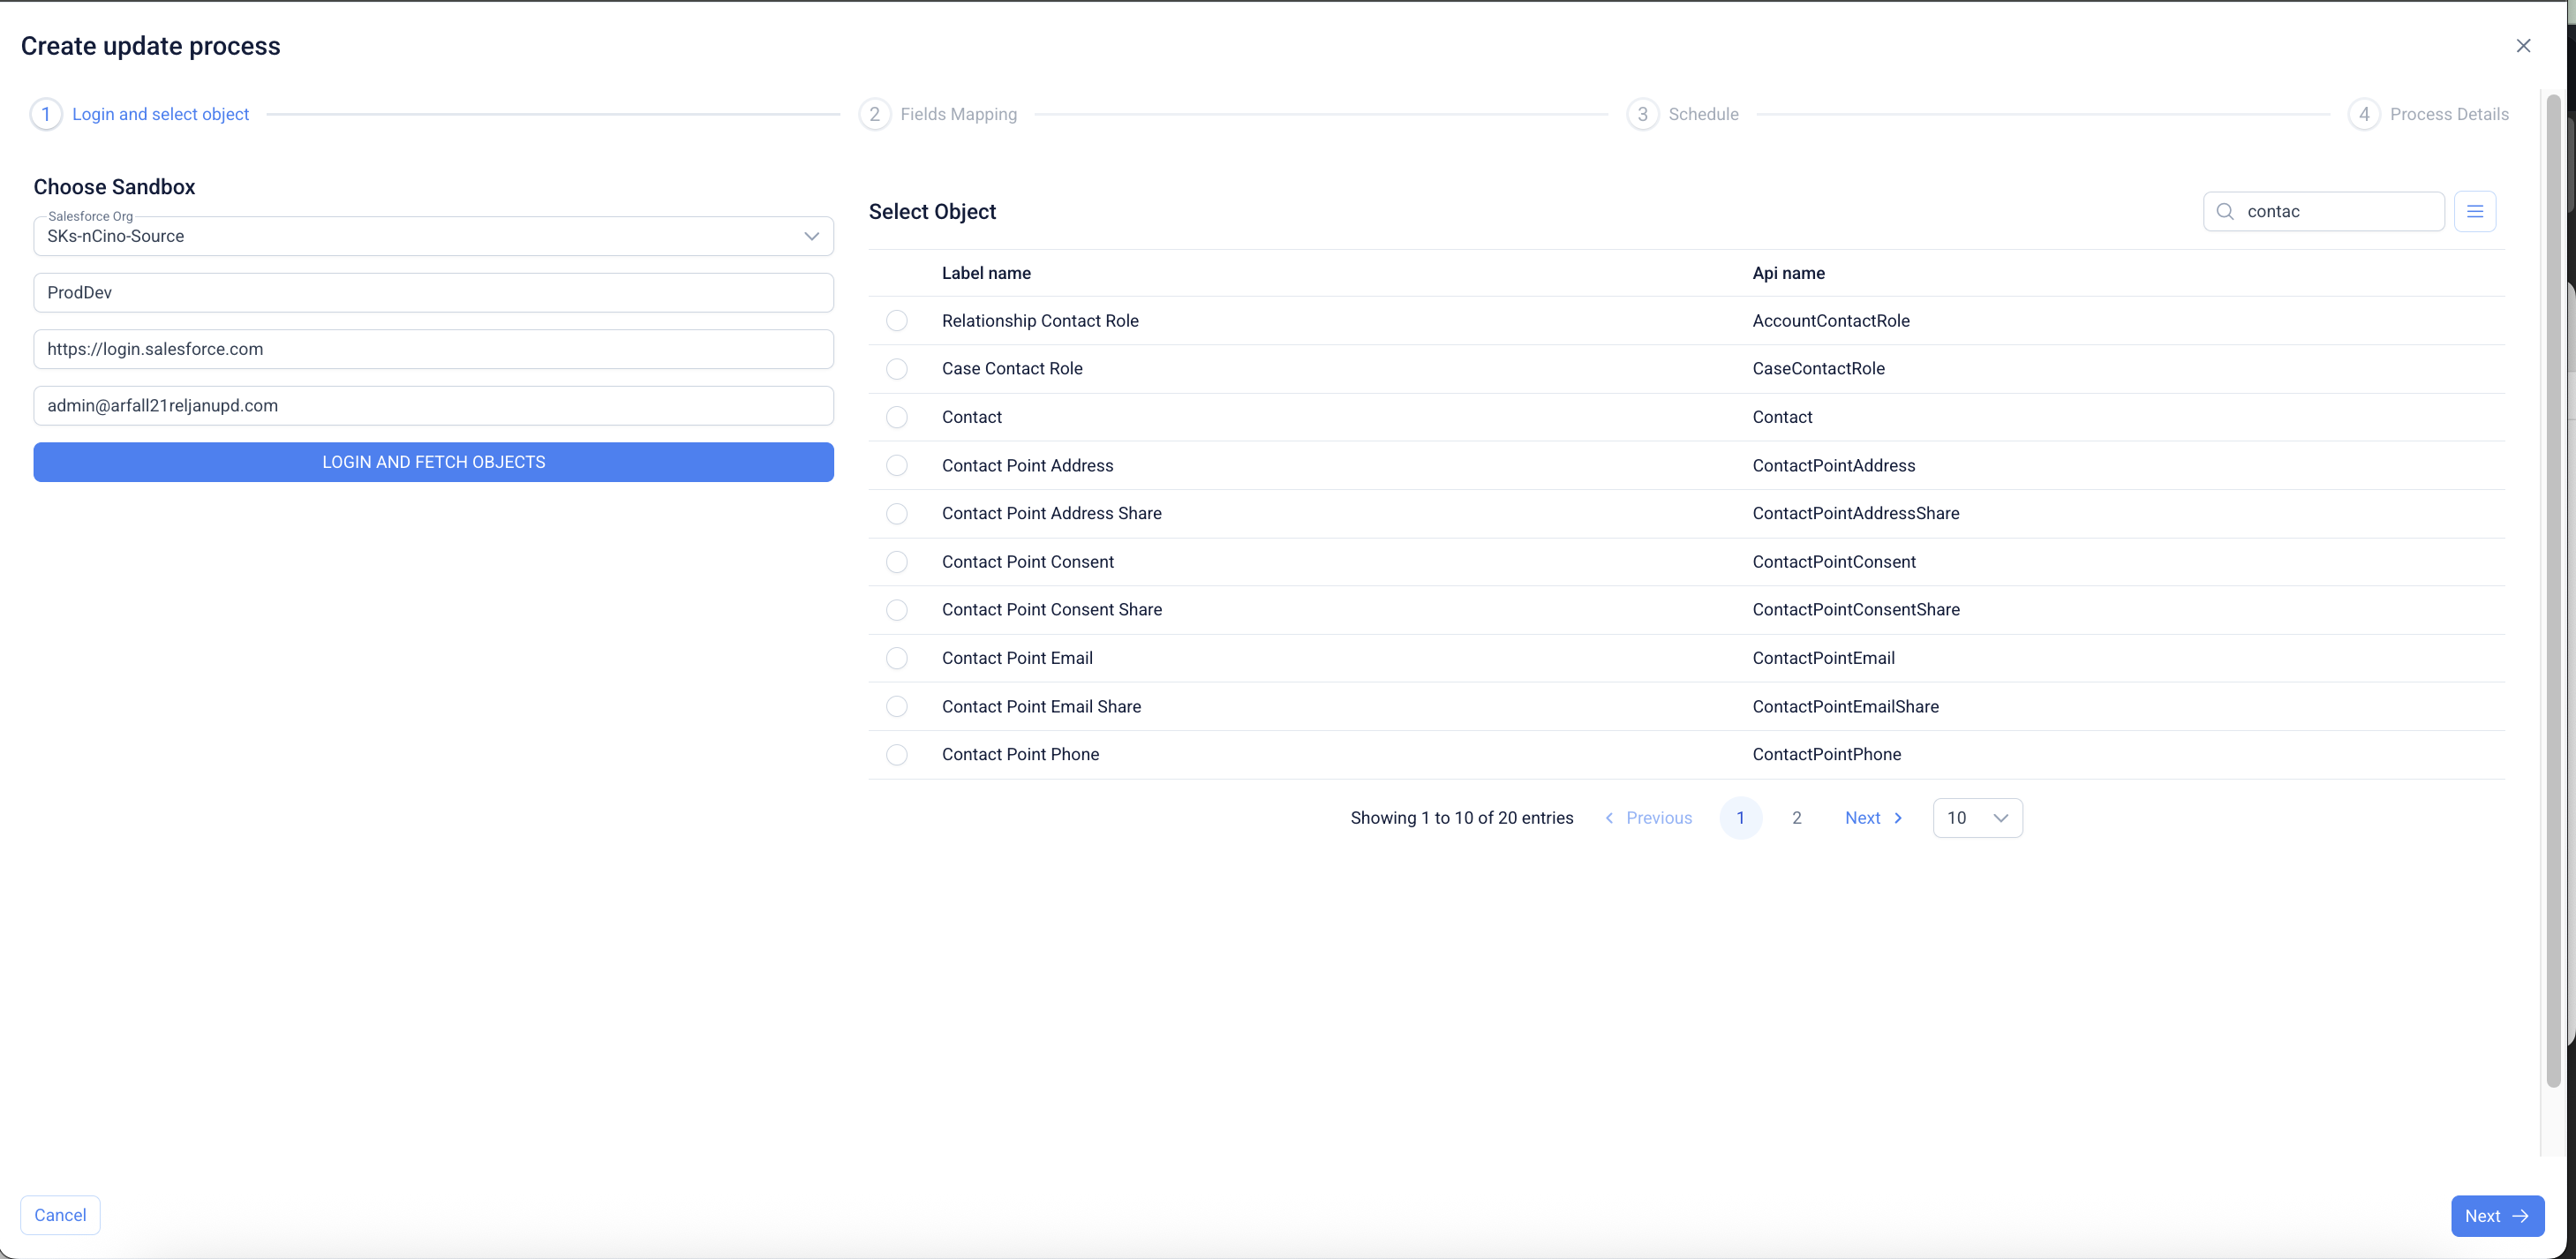 Create update process
1 Login and select object 2 Fields Mapping 3 Schedule 4 Process Details
Choose Sandbox
Salesforce Org
SKs-nCino-Source
ProdDev
https://login.salesforce.com
admin@arfall21reljanupd.com
LOGIN AND FETCH OBJECTS
Select Object
contac
Label name Api name
Relationship Contact Role AccountContactRole
Case Contact Role CaseContactRole
Contact Contact
Contact Point Address ContactPointAddress
Contact Point Address Share ContactPointAddressShare
Contact Point Consent ContactPointConsent
Contact Point Consent Share ContactPointConsentShare
Contact Point Email ContactPointEmail
Contact Point Email Share ContactPointEmailShare
Contact Point Phone ContactPointPhone
Showing 1 to 10 of 20 entries Previous 1 2 Next 10
Cancel Next